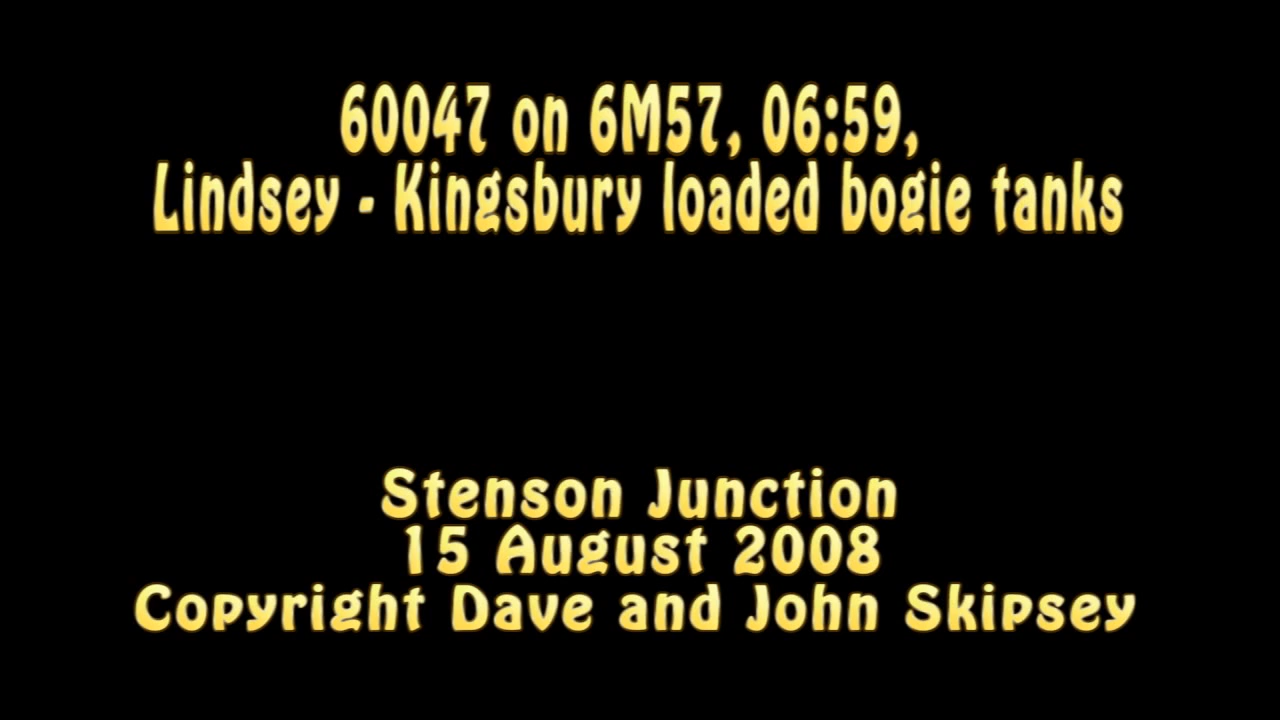 60047 on 6M57, 06:59,
Lindsey - Kingsbury loaded bogie tanks
Stenson Junction
15 August 2008
Copyright Dave and John Skipsey